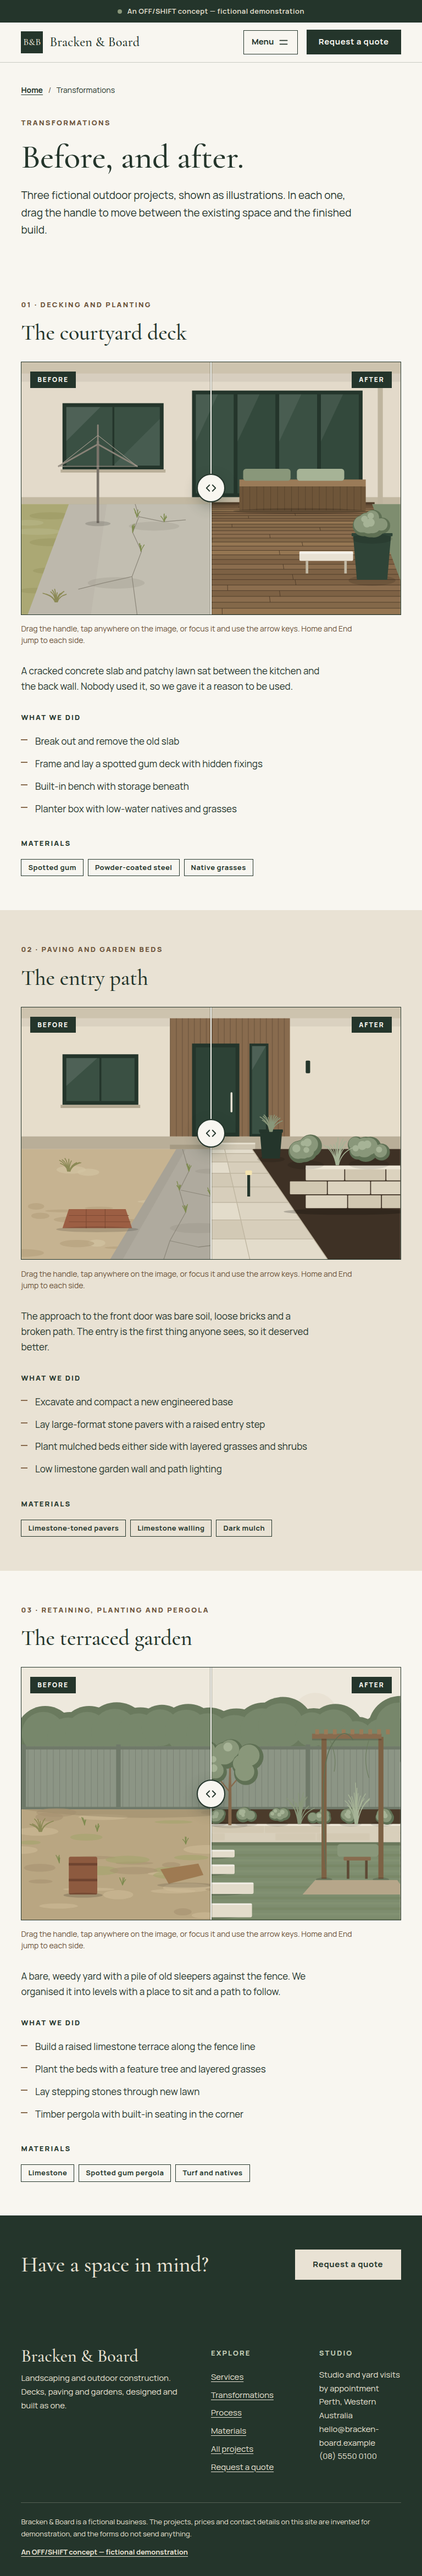 An OFF/SHIFT concept — fictional demonstration
B&B
Bracken & Board
Menu
Request a quote
Home / Transformations
TRANSFORMATIONS
Before, and after.
Three fictional outdoor projects, shown as illustrations. In each one,
drag the handle to move between the existing space and the finished
build.
01 · DECKING AND PLANTING
The courtyard deck
BEFORE
AFTER
Drag the handle, tap anywhere on the image, or focus it and use the arrow keys. Home and End
jump to each side.
A cracked concrete slab and patchy lawn sat between the kitchen and
the back wall. Nobody used it, so we gave it a reason to be used.
WHAT WE DID
Break out and remove the old slab
Frame and lay a spotted gum deck with hidden fixings
Built-in bench with storage beneath
Planter box with low-water natives and grasses
MATERIALS
Spotted gum
Powder-coated steel
Native grasses
02 · PAVING AND GARDEN BEDS
The entry path
BEFORE
AFTER
Drag the handle, tap anywhere on the image, or focus it and use the arrow keys. Home and End
jump to each side.
The approach to the front door was bare soil, loose bricks and a
broken path. The entry is the first thing anyone sees, so it deserved
better.
WHAT WE DID
Excavate and compact a new engineered base
Lay large-format stone pavers with a raised entry step
Plant mulched beds either side with layered grasses and shrubs
Low limestone garden wall and path lighting
MATERIALS
Limestone-toned pavers
Limestone walling
Dark mulch
03 · RETAINING, PLANTING AND PERGOLA
The terraced garden
BEFORE
AFTER
Drag the handle, tap anywhere on the image, or focus it and use the arrow keys. Home and End
jump to each side.
A bare, weedy yard with a pile of old sleepers against the fence. We
organised it into levels with a place to sit and a path to follow.
WHAT WE DID
Build a raised limestone terrace along the fence line
Plant the beds with a feature tree and layered grasses
Lay stepping stones through new lawn
Timber pergola with built-in seating in the corner
MATERIALS
Limestone
Spotted gum pergola
Turf and natives
Have a space in mind?
Request a quote
Bracken & Board
Landscaping and outdoor construction.
Decks, paving and gardens, designed and
built as one.
EXPLORE
Services
Transformations
Process
Materials
All projects
Request a quote
STUDIO
Studio and yard visits
by appointment
Perth, Western
Australia
hello@bracken-
board.example
(08) 5550 0100
Bracken & Board is a fictional business. The projects, prices and contact details on this site are invented for
demonstration, and the forms do not send anything.
An OFF/SHIFT concept — fictional demonstration